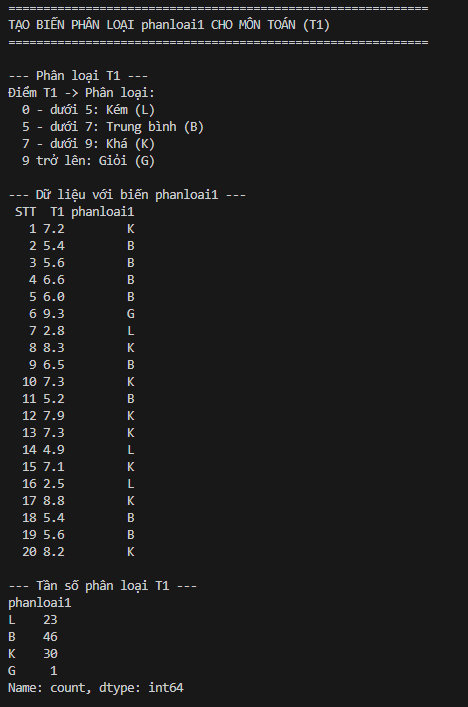 ============================================================
TẠO BIẾN PHÂN LOẠI phanloai1 CHO MÔN TOÁN (T1)
============================================================
--- Phân loại T1 ---
Điểm T1 -> Phân loại:
  0 - dưới 5: Kém (L)
  5 - dưới 7: Trung bình (B)
  7 - dưới 9: Khá (K)
  9 trở lên: Giỏi (G)
--- Dữ liệu với biến phanloai1 ---
 STT  T1 phanloai1
   1 7.2         K
   2 5.4         B
   3 5.6         B
   4 6.6         B
   5 6.0         B
   6 9.3         G
   7 2.8         L
   8 8.3         K
   9 6.5         B
  10 7.3         K
  11 5.2         B
  12 7.9         K
  13 7.3         K
  14 4.9         L
  15 7.1         K
  16 2.5         L
  17 8.8         K
  18 5.4         B
  19 5.6         B
  20 8.2         K
--- Tần số phân loại T1 ---
phanloai1
L    23
B    46
K    30
G     1
Name: count, dtype: int64